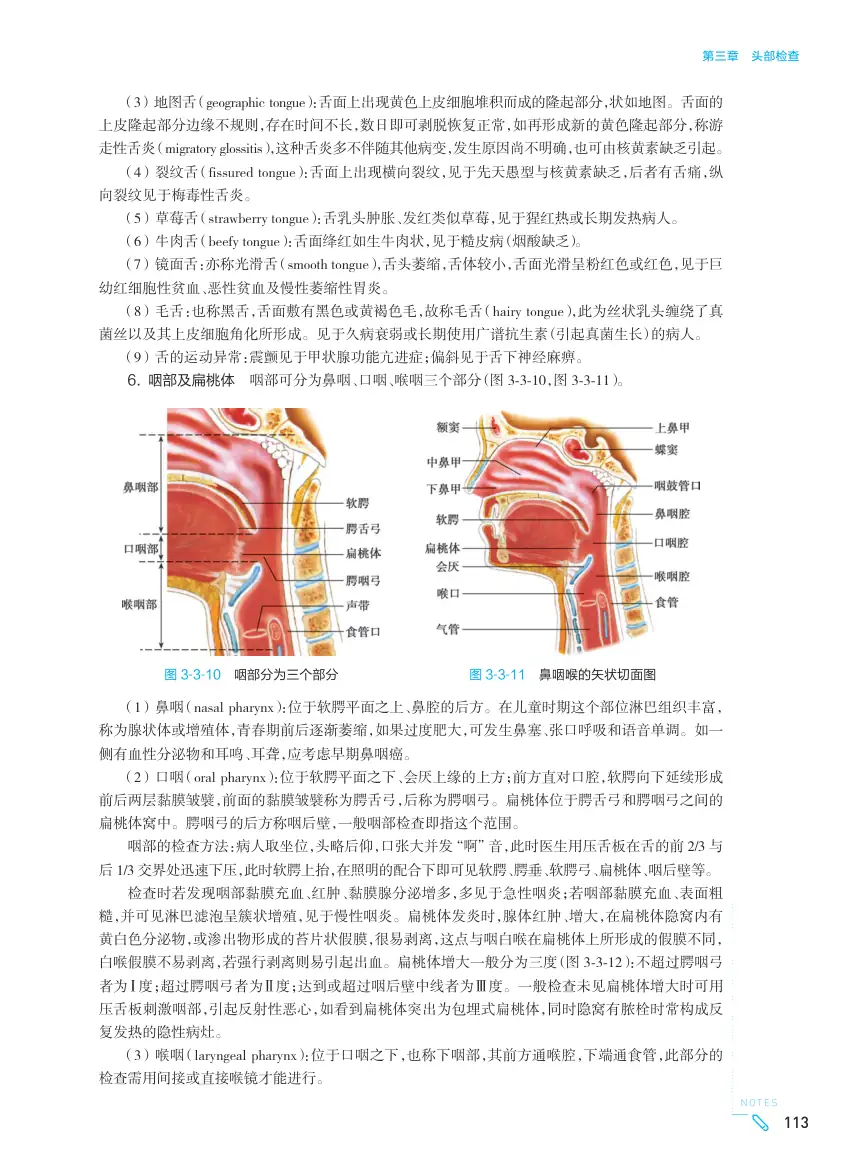 第三章 头部检查
（3）地图舌（geographic tongue）：舌面上出现黄色上皮细胞堆积而成的隆起部分，状如地图。舌面的
上皮隆起部分边缘不规则，存在时间不长，数日即可剥脱恢复正常，如再形成新的黄色隆起部分，称游
走性舌炎（migratory glossitis），这种舌炎多不伴随其他病变，发生原因尚不明确，也可由核黄素缺乏引起。
（4）裂纹舌（fissured tongue）：舌面上出现横向裂纹，见于先天愚型与核黄素缺乏，后者有舌痛，纵
向裂纹见于梅毒性舌炎。
（5）草莓舌（strawberry tongue）：舌乳头肿胀、发红类似草莓，见于猩红热或长期发热病人。
（6）牛肉舌（beefy tongue）：舌面绛红如生牛肉状，见于糙皮病（烟酸缺乏）。
（7）镜面舌：亦称光滑舌（smooth tongue），舌头萎缩，舌体较小，舌面光滑呈粉红色或红色，见于巨
幼红细胞性贫血、恶性贫血及慢性萎缩性胃炎。
（8）毛舌：也称黑舌，舌面敷有黑色或黄褐色毛，故称毛舌（hairy tongue），此为丝状乳头缠绕了真
菌丝以及其上皮细胞角化所形成。见于久病衰弱或长期使用广谱抗生素（引起真菌生长）的病人。
（9）舌的运动异常：震颤见于甲状腺功能亢进症；偏斜见于舌下神经麻痹。
6. 咽部及扁桃体 咽部可分为鼻咽、口咽、喉咽三个部分（图 3-3-10，图 3-3-11）。
鼻咽部
口咽部
喉咽部
软腭
腭舌弓
扁桃体
腭咽弓
声带
食管口
图 3-3-10 咽部分为三个部分
额窦
中鼻甲
下鼻甲
软腭
扁桃体
会厌
喉口
气管
上鼻甲
蝶窦
咽鼓管口
鼻咽腔
口咽腔
喉咽腔
食管
图 3-3-11 鼻咽喉的矢状切面图
（1）鼻咽（nasal pharynx）：位于软腭平面之上、鼻腔的后方。在儿童时期这个部位淋巴组织丰富，
称为腺状体或增殖体，青春期前后逐渐萎缩，如果过度肥大，可发生鼻塞、张口呼吸和语音单调。如一
侧有血性分泌物和耳鸣、耳聋，应考虑早期鼻咽癌。
（2）口咽（oral pharynx）：位于软腭平面之下、会厌上缘的上方；前方直对口腔，软腭向下延续形成
前后两层黏膜皱襞，前面的黏膜皱襞称为腭舌弓，后称为腭咽弓。扁桃体位于腭舌弓和腭咽弓之间的
扁桃体窝中。腭咽弓的后方称咽后壁，一般咽部检查即指这个范围。
咽部的检查方法：病人取坐位，头略后仰，口张大并发“啊”音，此时医生用压舌板在舌的前 2/3 与
后 1/3 交界处迅速下压，此时软腭上抬，在照明的配合下即可见软腭、腭垂、软腭弓、扁桃体、咽后壁等。
检查时若发现咽部黏膜充血、红肿、黏膜腺分泌增多，多见于急性咽炎；若咽部黏膜充血、表面粗
糙，并可见淋巴滤泡呈簇状增殖，见于慢性咽炎。扁桃体发炎时，腺体红肿、增大，在扁桃体隐窝内有
黄白色分泌物，或渗出物形成的苔片状假膜，很易剥离，这点与咽白喉在扁桃体上所形成的假膜不同，
白喉假膜不易剥离，若强行剥离则易引起出血。扁桃体增大一般分为三度（图 3-3-12）：不超过腭咽弓
者为Ⅰ度；超过腭咽弓者为Ⅱ度；达到或超过咽后壁中线者为Ⅲ度。一般检查未见扁桃体增大时可用
压舌板刺激咽部，引起反射性恶心，如看到扁桃体突出为包埋式扁桃体，同时隐窝有脓栓时常构成反
复发热的隐性病灶。
（3）喉咽（laryngeal pharynx）：位于口咽之下，也称下咽部，其前方通喉腔，下端通食管，此部分的
检查需用间接或直接喉镜才能进行。
NOTES
113